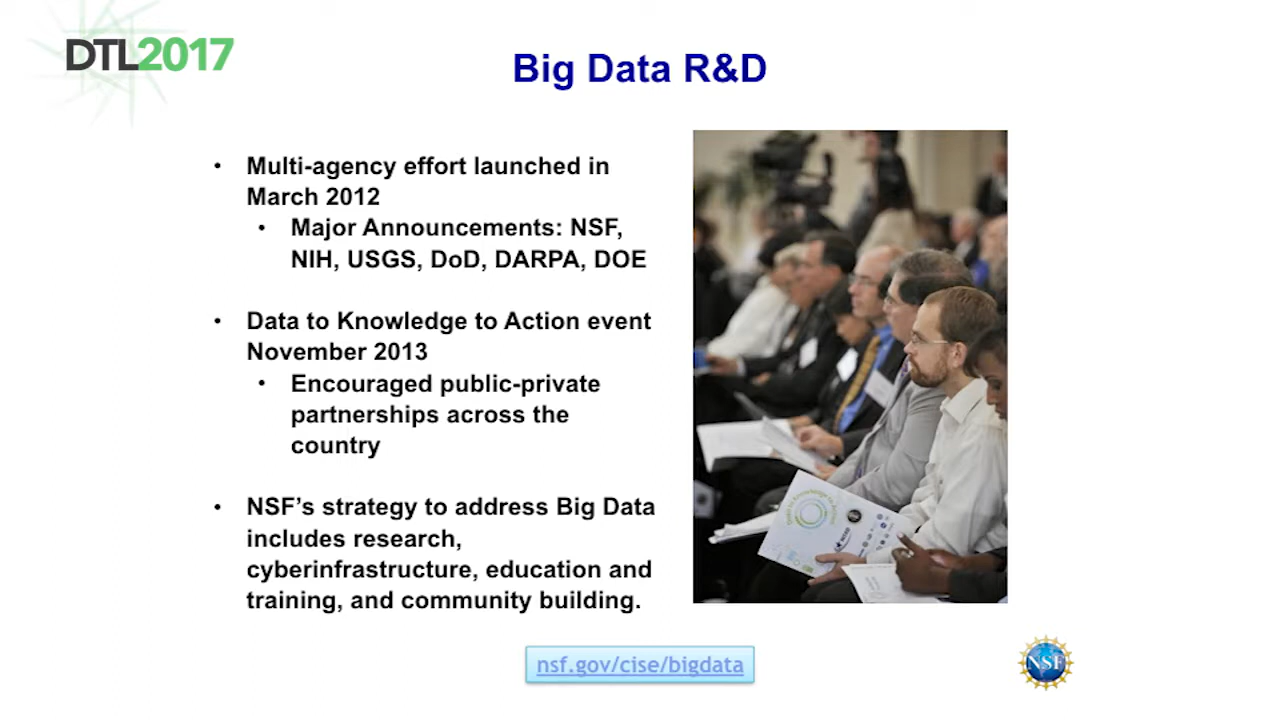 DTL2017
Big Data R&D
• Multi-agency effort launched in
March 2012
• Major Announcements: NSF,
NIH, USGS, DoD, DARPA, DOE
• Data to Knowledge to Action event
November 2013
• Encouraged public-private
partnerships across the
country
• NSF’s strategy to address Big Data
includes research,
cyberinfrastructure, education and
training, and community building.
nsf.gov/cise/bigdata
NSF